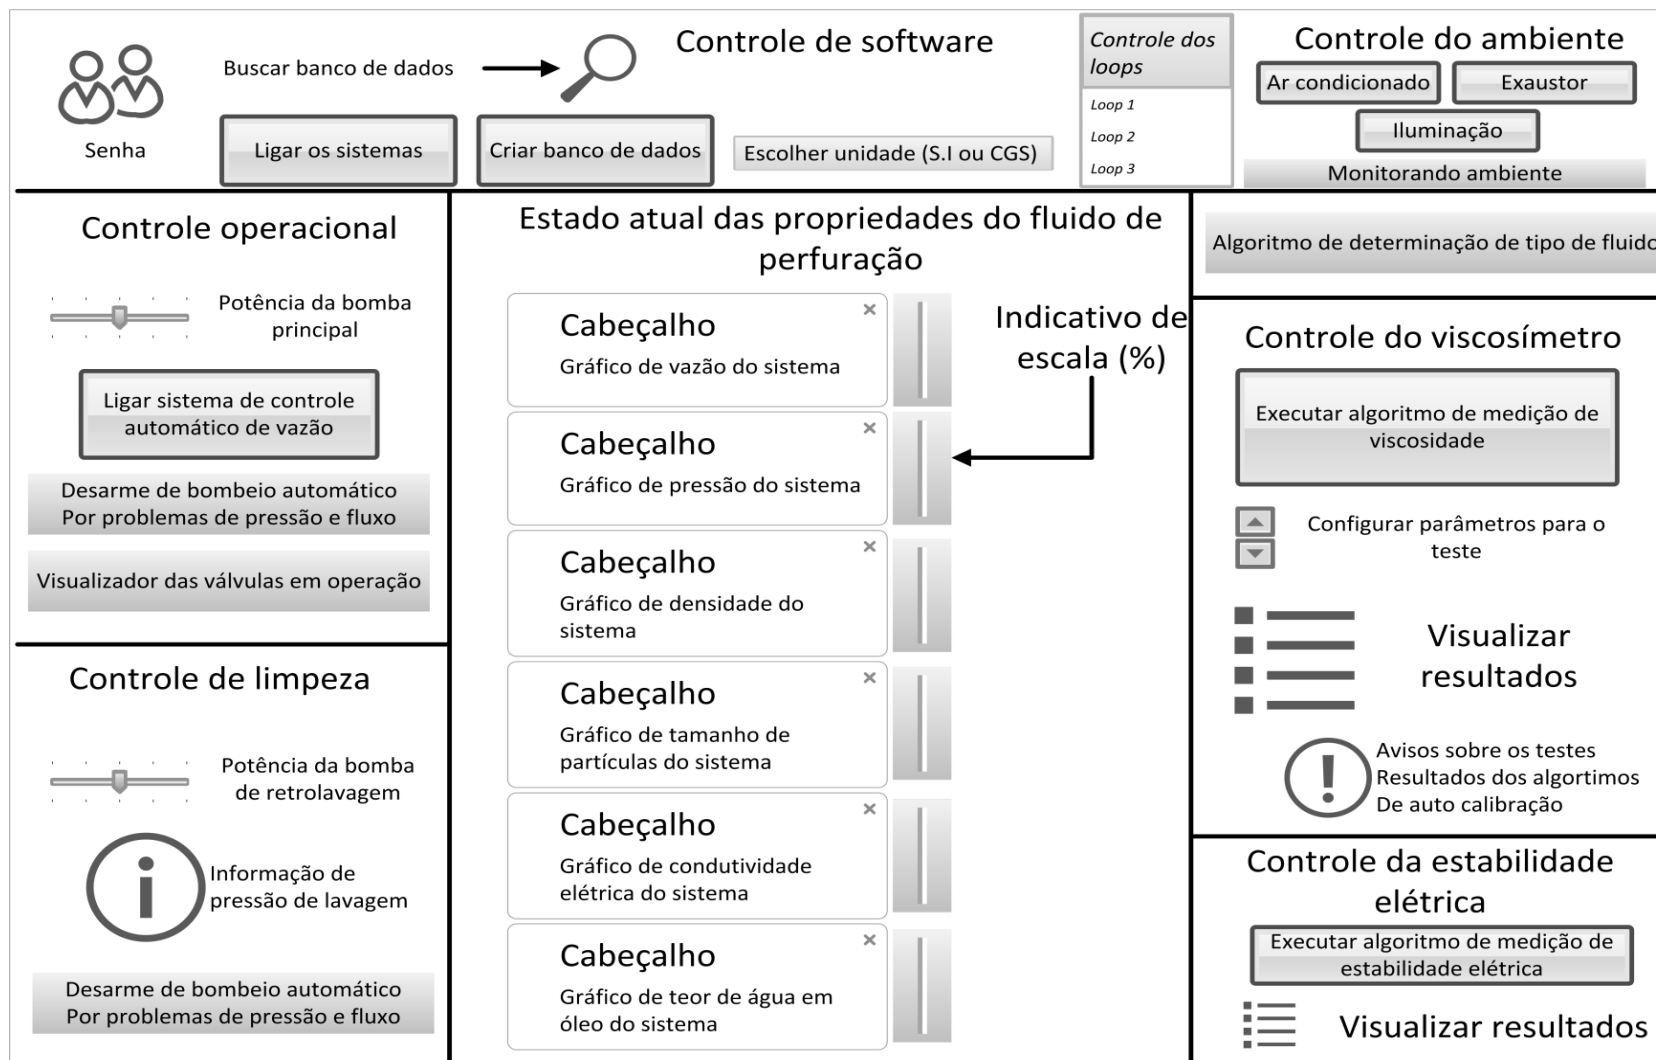 Controle de software
Buscar banco de dados
Senha
Ligar os sistemas
Criar banco de dados
Escolher unidade (S.I ou CGS)
Controle dos
loops
Loop 1
Loop 2
Loop 3
Controle do ambiente
Ar condicionado
Exaustor
Iluminação
Monitorando ambiente
Controle operacional
Potência da bomba
principal
Ligar sistema de controle
automático de vazão
Desarme de bombeio automático
Por problemas de pressão e fluxo
Visualizador das válvulas em operação
Controle de limpeza
Potência da bomba
de retrolavagem
Informação de
pressão de lavagem
Desarme de bombeio automático
Por problemas de pressão e fluxo
Estado atual das propriedades do fluido de
perfuração
Cabeçalho
Gráfico de vazão do sistema
Cabeçalho
Gráfico de pressão do sistema
Cabeçalho
Gráfico de densidade do
sistema
Cabeçalho
Gráfico de tamanho de
partículas do sistema
Cabeçalho
Gráfico de condutividade
elétrica do sistema
Cabeçalho
Gráfico de teor de água em
óleo do sistema
Indicativo de
escala (%)
Algoritmo de determinação de tipo de fluido
Controle do viscosímetro
Executar algoritmo de medição de
viscosidade
Configurar parâmetros para o
teste
Visualizar
resultados
Avisos sobre os testes
Resultados dos algortimos
De auto calibração
Controle da estabilidade
elétrica
Executar algoritmo de medição de
estabilidade elétrica
Visualizar resultados